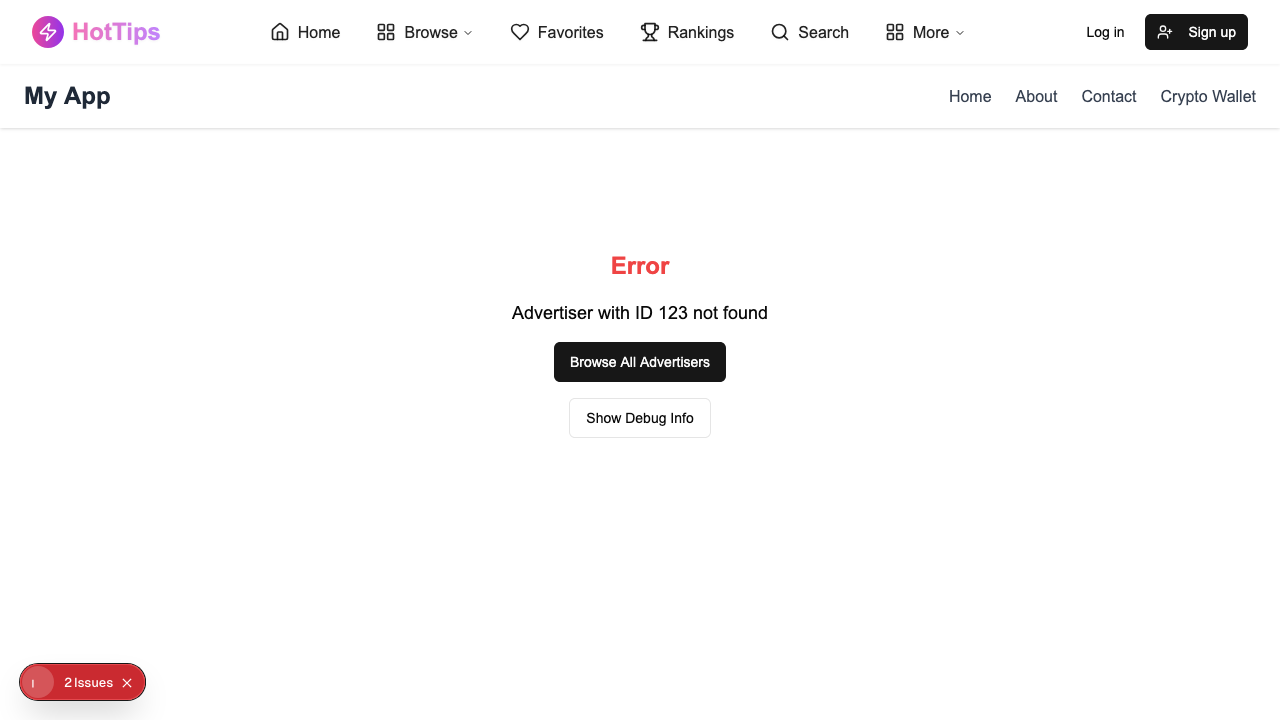 HotTips
Home
Browse
Favorites
Rankings
Search
More
Log in
Sign up
My App
Home
About
Contact
Crypto Wallet
Error
Advertiser with ID 123 not found
Browse All Advertisers
Show Debug Info
2 Issues